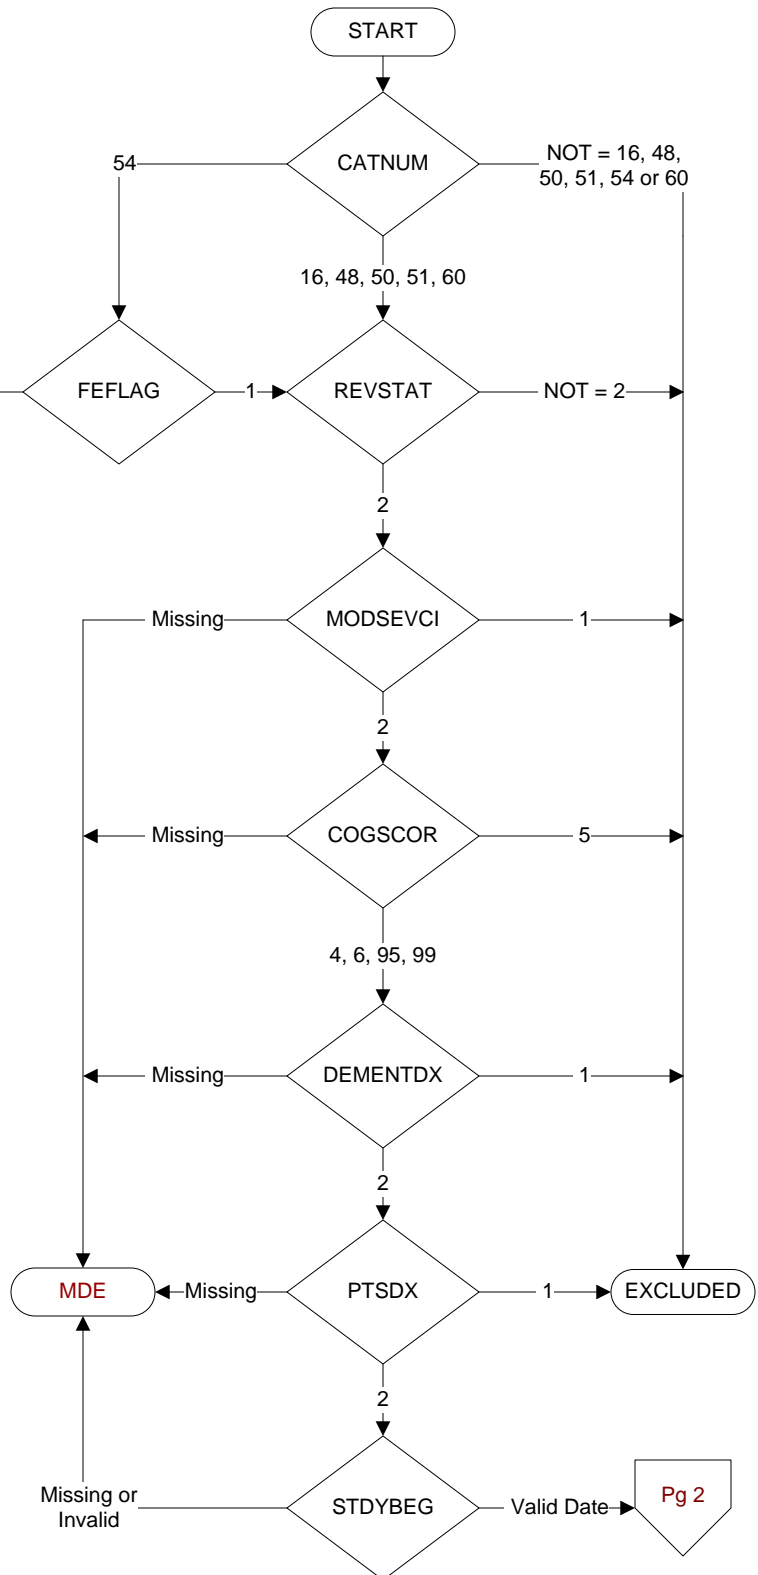 START
54
CATNUM
NOT = 16, 48,
50, 51, 54 or 60
16, 48, 50, 51, 60
FEFLAG
1
REVSTAT
NOT = 2
2
Missing
MODSEVCI
1
2
Missing
COGSCOR
5
4, 6, 95, 99
Missing
DEMENTDX
1
2
MDE
Missing
PTSDX
1
EXCLUDED
2
Missing or
Invalid
STDYBEG
Valid Date
Pg 2